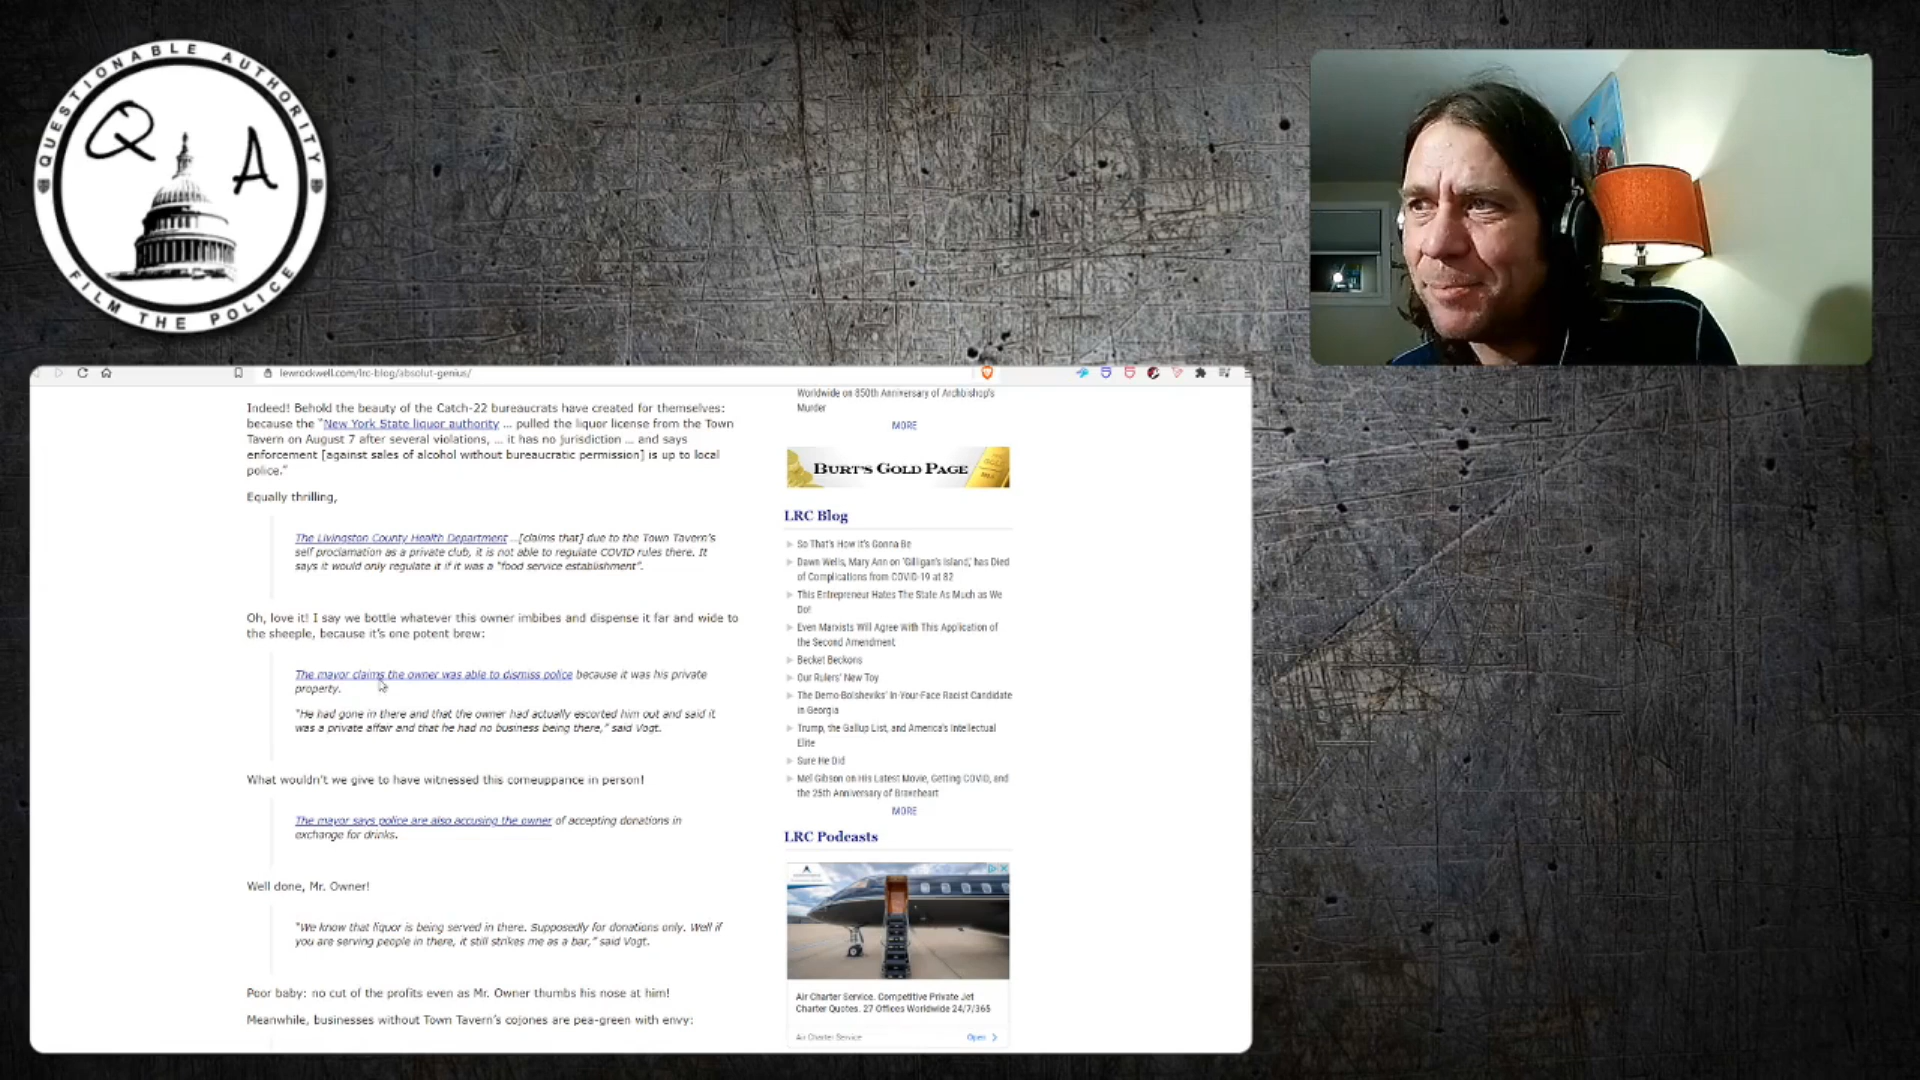 QUESTIONABLE AUTHORITY
Q A
FILM THE POLICE
lewrockwell.com/lrc-blog/absolut-genius/
Indeed! Behold the beauty of the Catch-22 bureaucrats have created for themselves:
because the "New York State liquor authority ... pulled the liquor license from the Town
Tavern on August 7 after several violations, ... it has no jurisdiction ... and says
enforcement [against sales of alcohol without bureaucratic permission] is up to local
police."
Equally thrilling,
The Livingston County Health Department ...[claims that] due to the Town Tavern's
self proclamation as a private club, it is not able to regulate COVID rules there. It
says it would only regulate it if it was a "food service establishment".
Oh, love it! I say we bottle whatever this owner imbibes and dispense it far and wide to
the sheeple, because it's one potent brew:
The mayor claims the owner was able to dismiss police because it was his private
property.
"He had gone in there and that the owner had actually escorted him out and said it
was a private affair and that he had no business being there," said Vogt.
What wouldn't we give to have witnessed this comeuppance in person!
The mayor says police are also accusing the owner of accepting donations in
exchange for drinks.
Well done, Mr. Owner!
"We know that liquor is being served in there. Supposedly for donations only. Well if
you are serving people in there, it still strikes me as a bar," said Vogt.
Poor baby: no cut of the profits even as Mr. Owner thumbs his nose at him!
Meanwhile, businesses without Town Tavern's cojones are pea-green with envy:
Worldwide on 850th Anniversary of Archbishop's
Murder
MORE
BURT'S GOLD PAGE
LRC Blog
So That's How It's Gonna Be
Dawn Wells, Mary Ann on 'Gilligan's Island,' has Died
of Complications from COVID-19 at 82
This Entrepreneur Hates The State As Much as We
Do!
Even Marxists Will Agree With This Application of
the Second Amendment
Becket Beckons
Our Rulers' New Toy
The Demo-Bolsheviks' In-Your-Face Racist Candidate
in Georgia
Trump, the Gallup List, and America's Intellectual
Elite
Sure He Did
Mel Gibson on His Latest Movie, Getting COVID, and
the 25th Anniversary of Braveheart
MORE
LRC Podcasts
Air Charter Service. Competitive Private Jet
Charter Quotes. 27 Offices Worldwide 24/7/365
Air Charter Service
Open